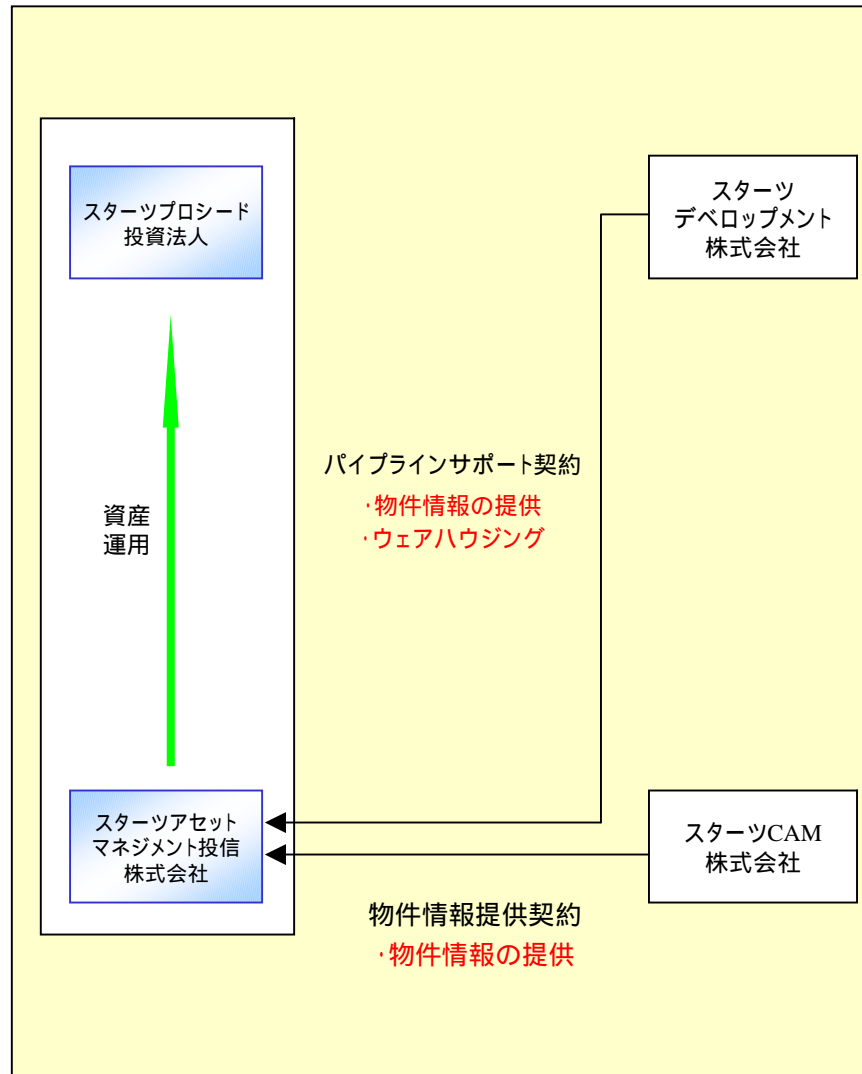 スターツプロシード
投資法人
スターツ
デベロップメント
株式会社
パイプラインサポート契約
・物件情報の提供
・ウェアハウジング
資産
運用
スターツアセット
マネジメント投信
株式会社
スターツCAM
株式会社
物件情報提供契約
・物件情報の提供